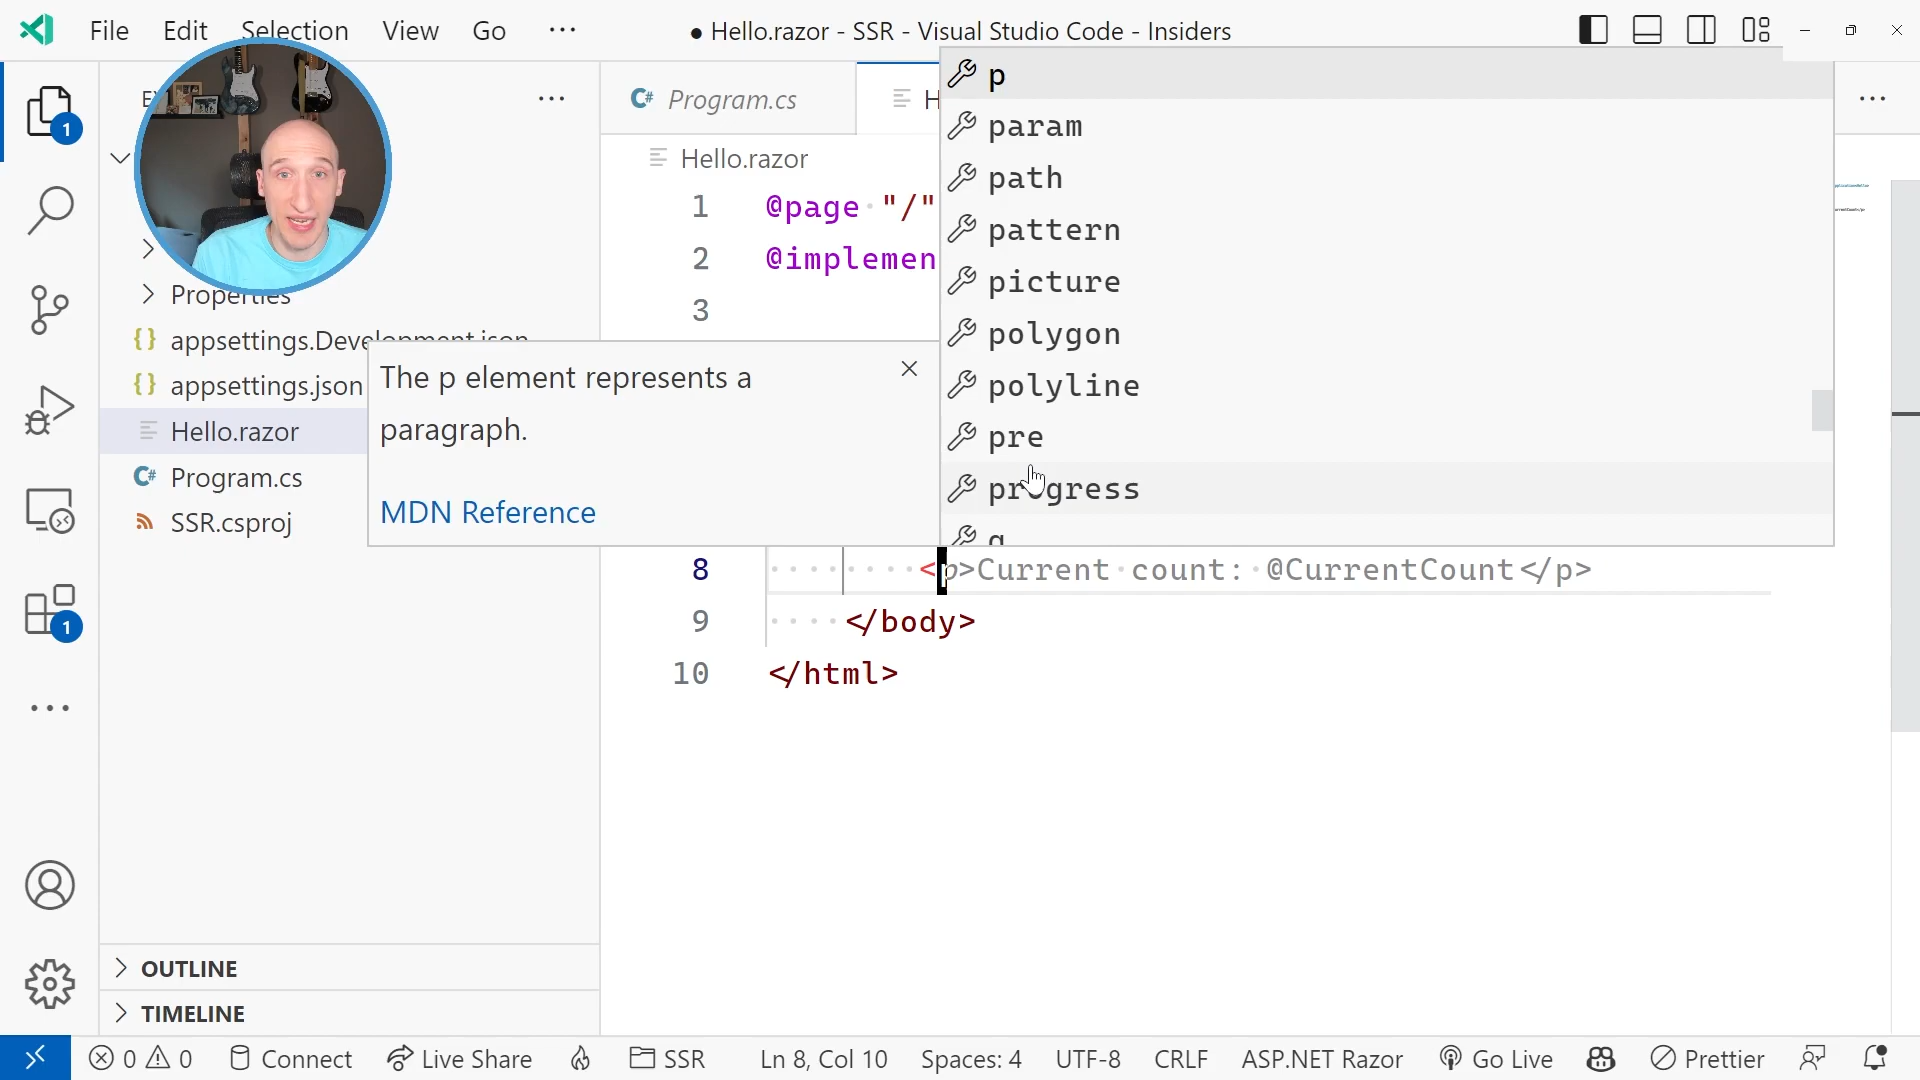 File Edit Selection View Go ···
● Hello.razor - SSR - Visual Studio Code - Insiders
1
Properties
{} appsettings.Development.json
{} appsettings.json
Hello.razor
C# Program.cs
SSR.csproj
1
OUTLINE
TIMELINE
C# Program.cs
H
Hello.razor
1 @page "/"
2 @implemen
3
p
param
path
pattern
picture
polygon
polyline
pre
progress
q
The p element represents a
paragraph.
MDN Reference
8 <p>Current count: @CurrentCount</p>
9 </body>
10 </html>
0 0 Connect Live Share SSR Ln 8, Col 10 Spaces: 4 UTF-8 CRLF ASP.NET Razor Go Live Prettier